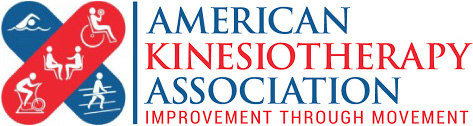 AMERICAN
KINESIOTHERAPY
ASSOCIATION
IMPROVEMENT THROUGH MOVEMENT